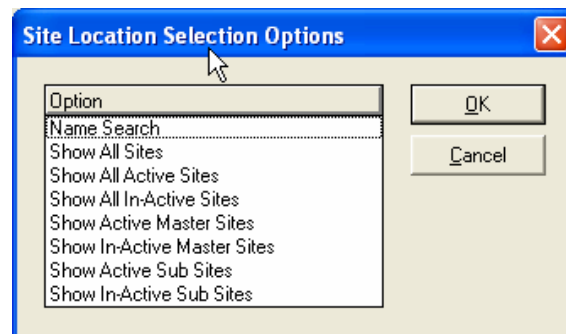 Site Location Selection Options
Option
Name Search
Show All Sites
Show All Active Sites
Show All In-Active Sites
Show Active Master Sites
Show In-Active Master Sites
Show Active Sub Sites
Show In-Active Sub Sites
OK
Cancel